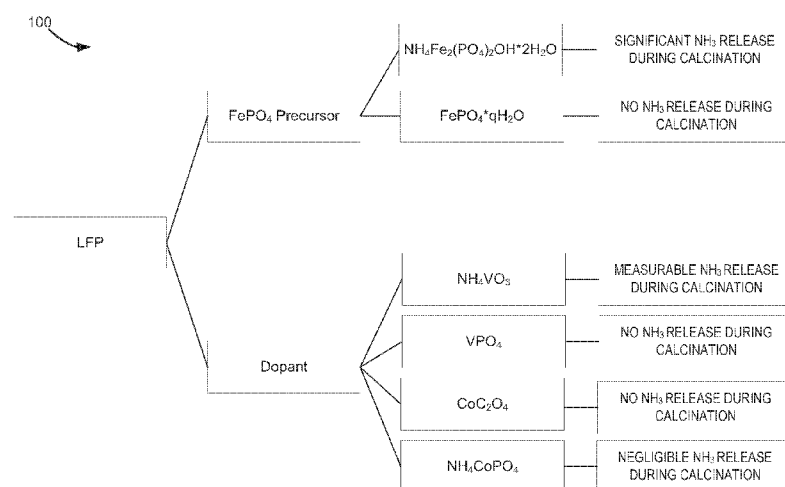 100
NH₄Fe₂(PO₄)₂OH*2H₂O
SIGNIFICANT NH₃ RELEASE
DURING CALCINATION
FePO₄ Precursor
FePO₄*qH₂O
NO NH₃ RELEASE DURING
CALCINATION
LFP
NH₄VO₃
MEASURABLE NH₃ RELEASE
DURING CALCINATION
VPO₄
NO NH₃ RELEASE DURING
CALCINATION
Dopant
CoC₂O₄
NO NH₃ RELEASE DURING
CALCINATION
NH₄CoPO₄
NEGLIGIBLE NH₃ RELEASE
DURING CALCINATION